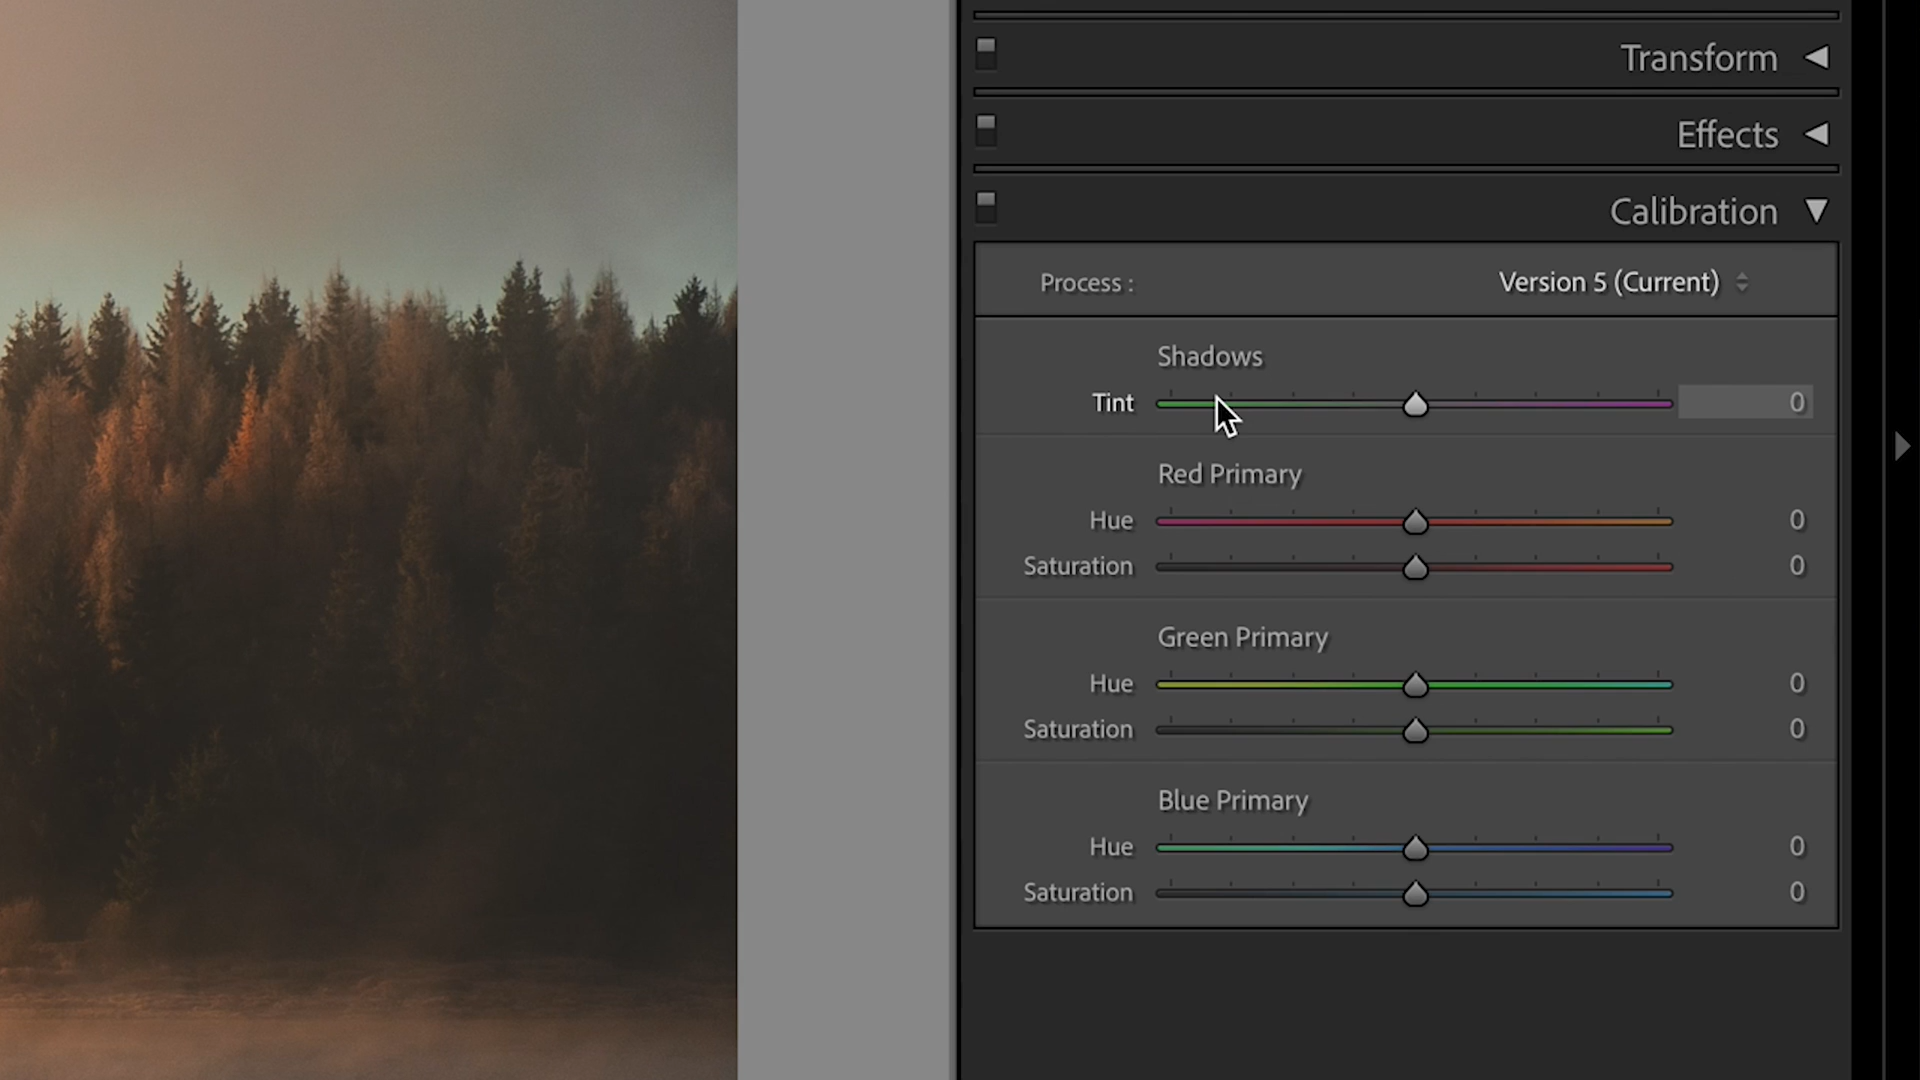 Transform
Effects
Calibration
Process :
Version 5 (Current)
Shadows
Tint 0
Red Primary
Hue 0
Saturation 0
Green Primary
Hue 0
Saturation 0
Blue Primary
Hue 0
Saturation 0